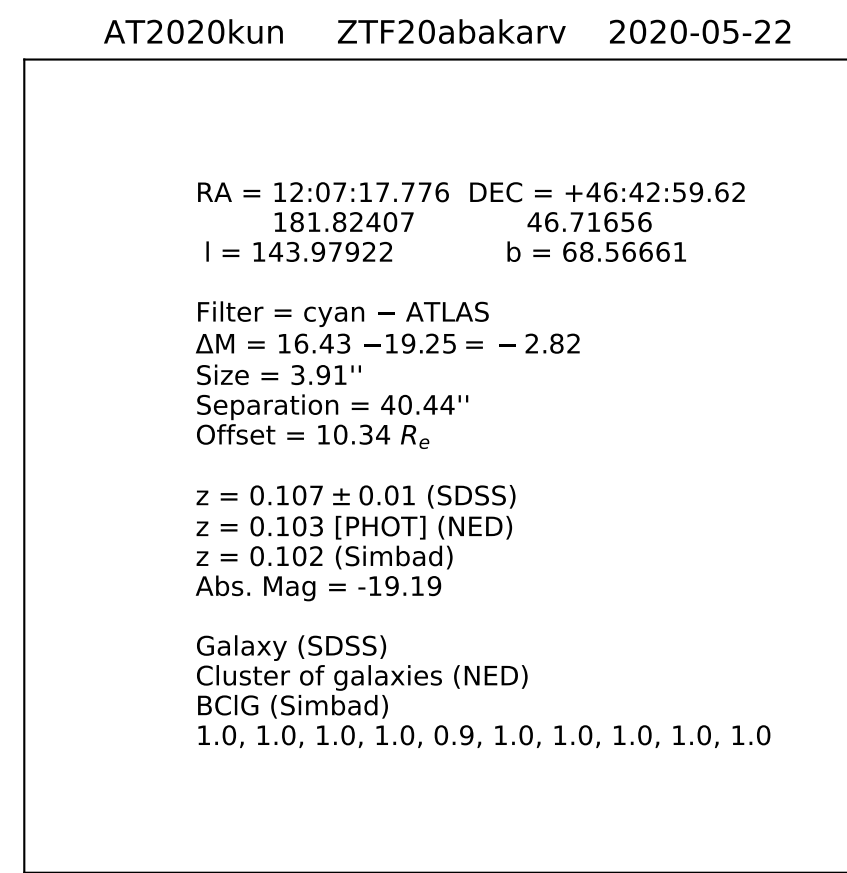 AT2020kun ZTF20abakarv 2020-05-22
RA = 12:07:17.776 DEC = +46:42:59.62
181.82407 46.71656
l = 143.97922 b = 68.56661
Filter = cyan − ATLAS
ΔM = 16.43 −19.25 = − 2.82
Size = 3.91''
Separation = 40.44''
Offset = 10.34 Rₑ
z = 0.107 ± 0.01 (SDSS)
z = 0.103 [PHOT] (NED)
z = 0.102 (Simbad)
Abs. Mag = -19.19
Galaxy (SDSS)
Cluster of galaxies (NED)
BClG (Simbad)
1.0, 1.0, 1.0, 1.0, 0.9, 1.0, 1.0, 1.0, 1.0, 1.0